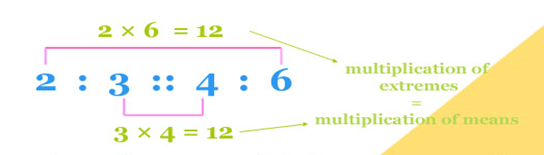 2 × 6 = 12
2 : 3 :: 4 : 6
multiplication of
extremes
=
multiplication of means
3 × 4 = 12